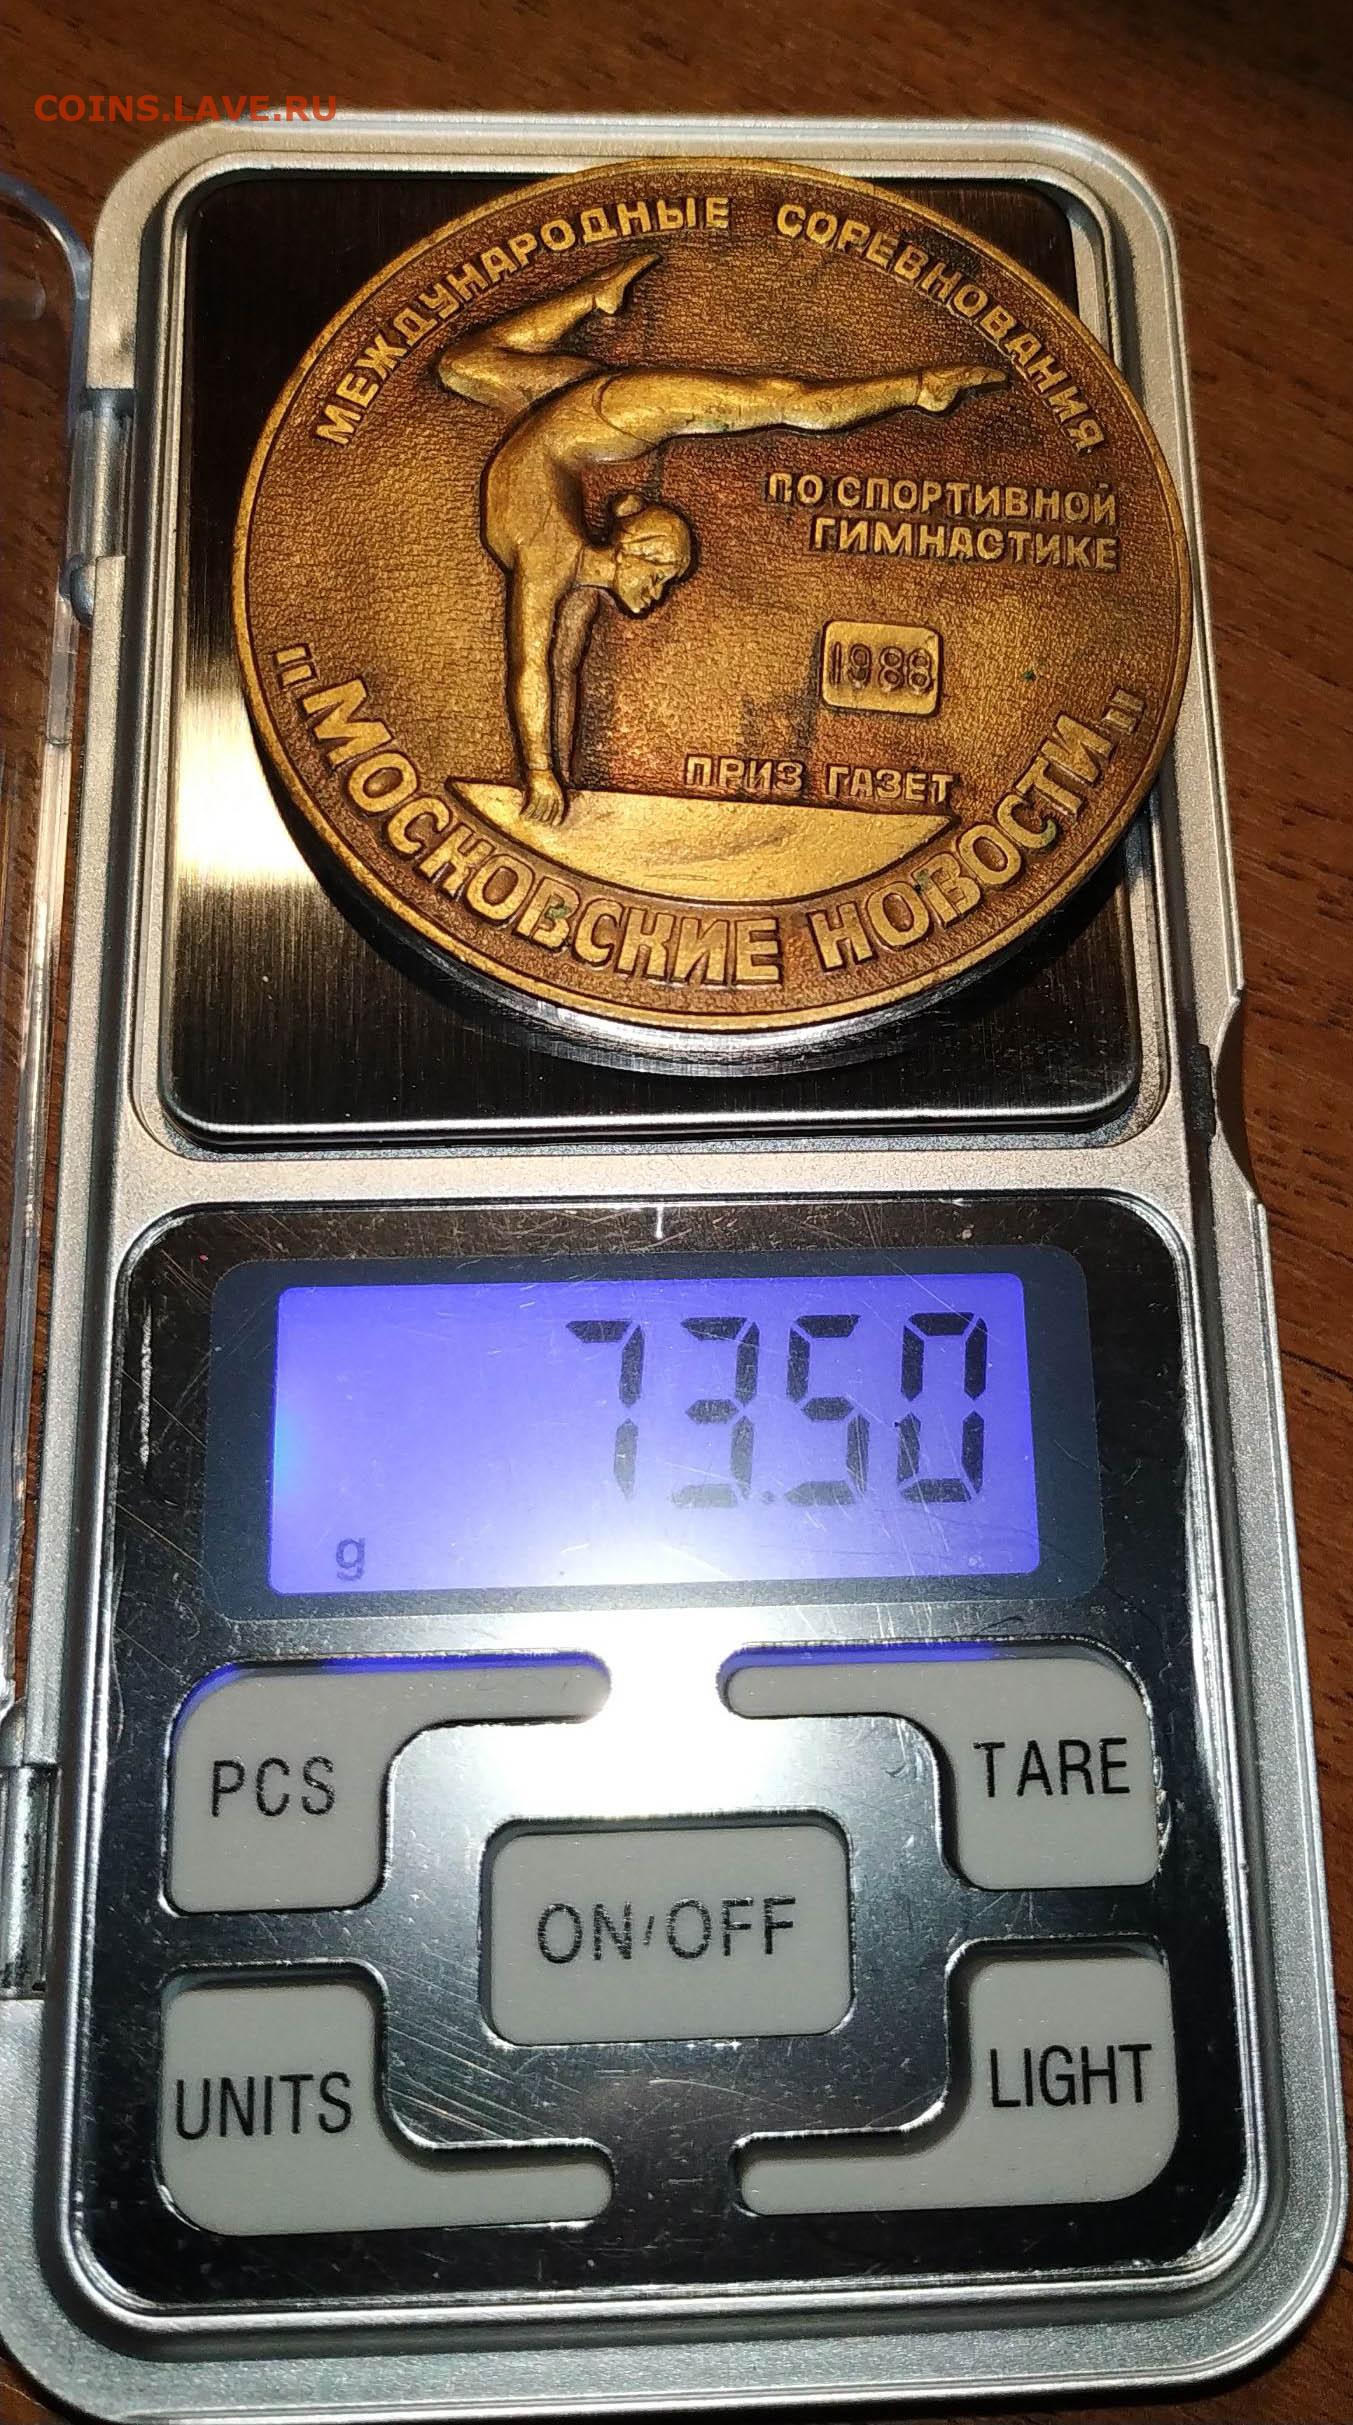 COINS.LAVE.RU
МЕЖДУНАРОДНЫЕ СОРЕВНОВАНИЯ
ПО СПОРТИВНОЙ
ГИМНАСТИКЕ
1988
ПРИЗ ГАЗЕТ
"МОСКОВСКИЕ НОВОСТИ"
73.50
g
PCS
TARE
ON/OFF
UNITS
LIGHT